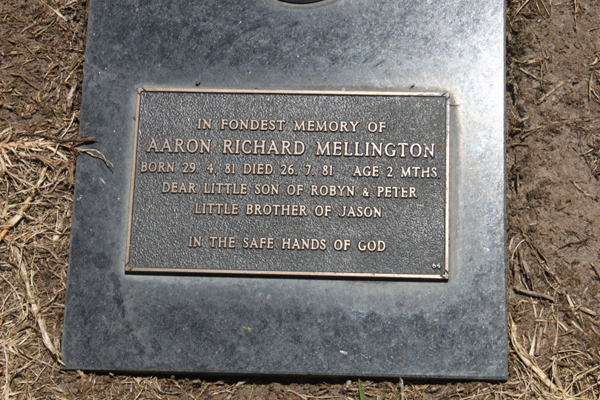 IN FONDEST MEMORY OF
AARON RICHARD MELLINGTON
BORN 29. 4. 81 DIED 26. 7. 81 AGE 2 MTHS.
DEAR LITTLE SON OF ROBYN & PETER
LITTLE BROTHER OF JASON
IN THE SAFE HANDS OF GOD